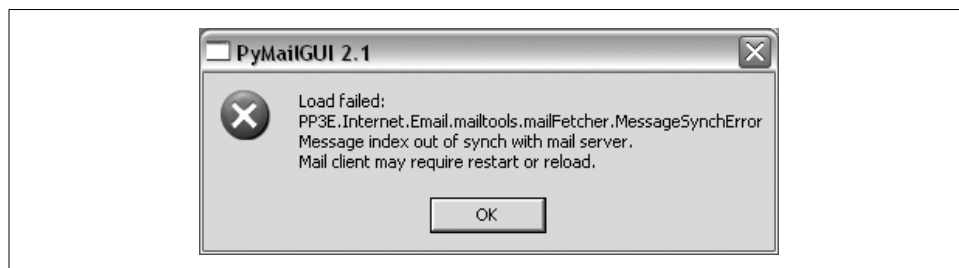 PyMailGUI 2.1
Load failed:
PP3E.Internet.Email.mailtools.mailFetcher.MessageSynchError
Message index out of synch with mail server.
Mail client may require restart or reload.
OK